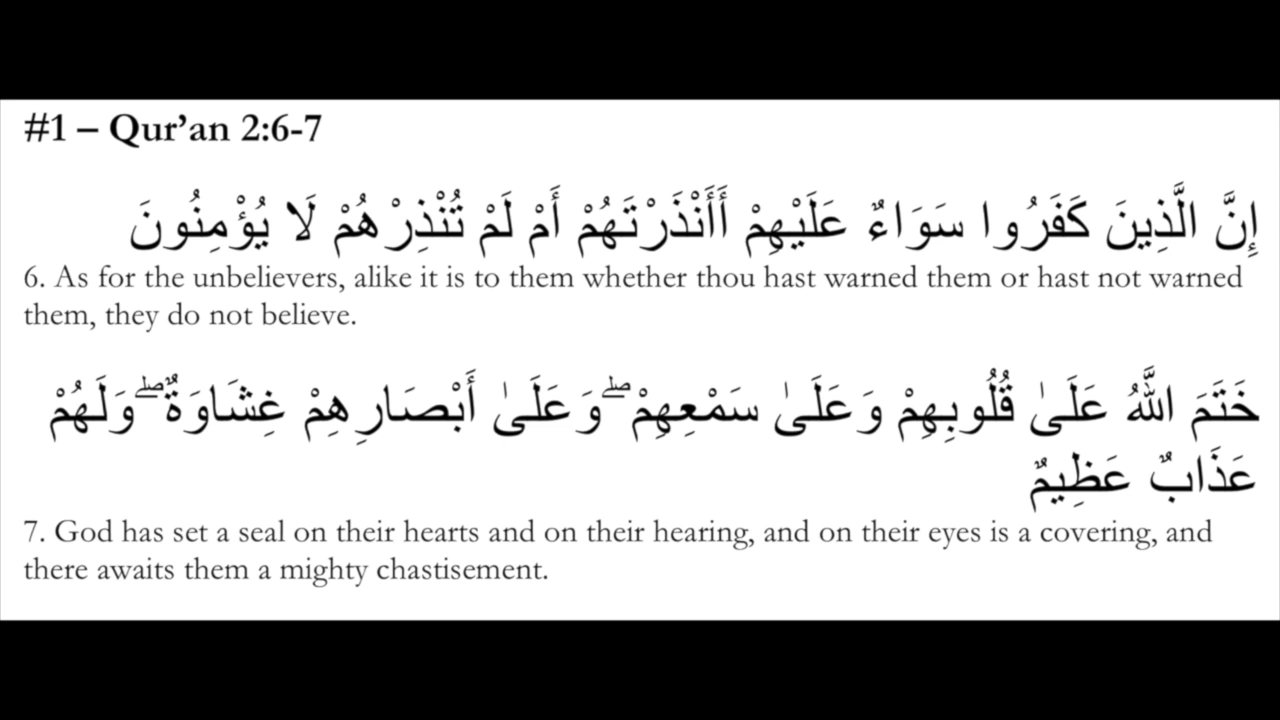 #1 – Qur’an 2:6-7
إِنَّ الَّذِينَ كَفَرُوا سَوَاءٌ عَلَيْهِمْ أَأَنْذَرْتَهُمْ أَمْ لَمْ تُنْذِرْهُمْ لَا يُؤْمِنُونَ
6. As for the unbelievers, alike it is to them whether thou hast warned them or hast not warned
them, they do not believe.
خَتَمَ اللَّهُ عَلَىٰ قُلُوبِهِمْ وَعَلَىٰ سَمْعِهِمْ ۖ وَعَلَىٰ أَبْصَارِهِمْ غِشَاوَةٌ ۖ وَلَهُمْ
عَذَابٌ عَظِيمٌ
7. God has set a seal on their hearts and on their hearing, and on their eyes is a covering, and
there awaits them a mighty chastisement.